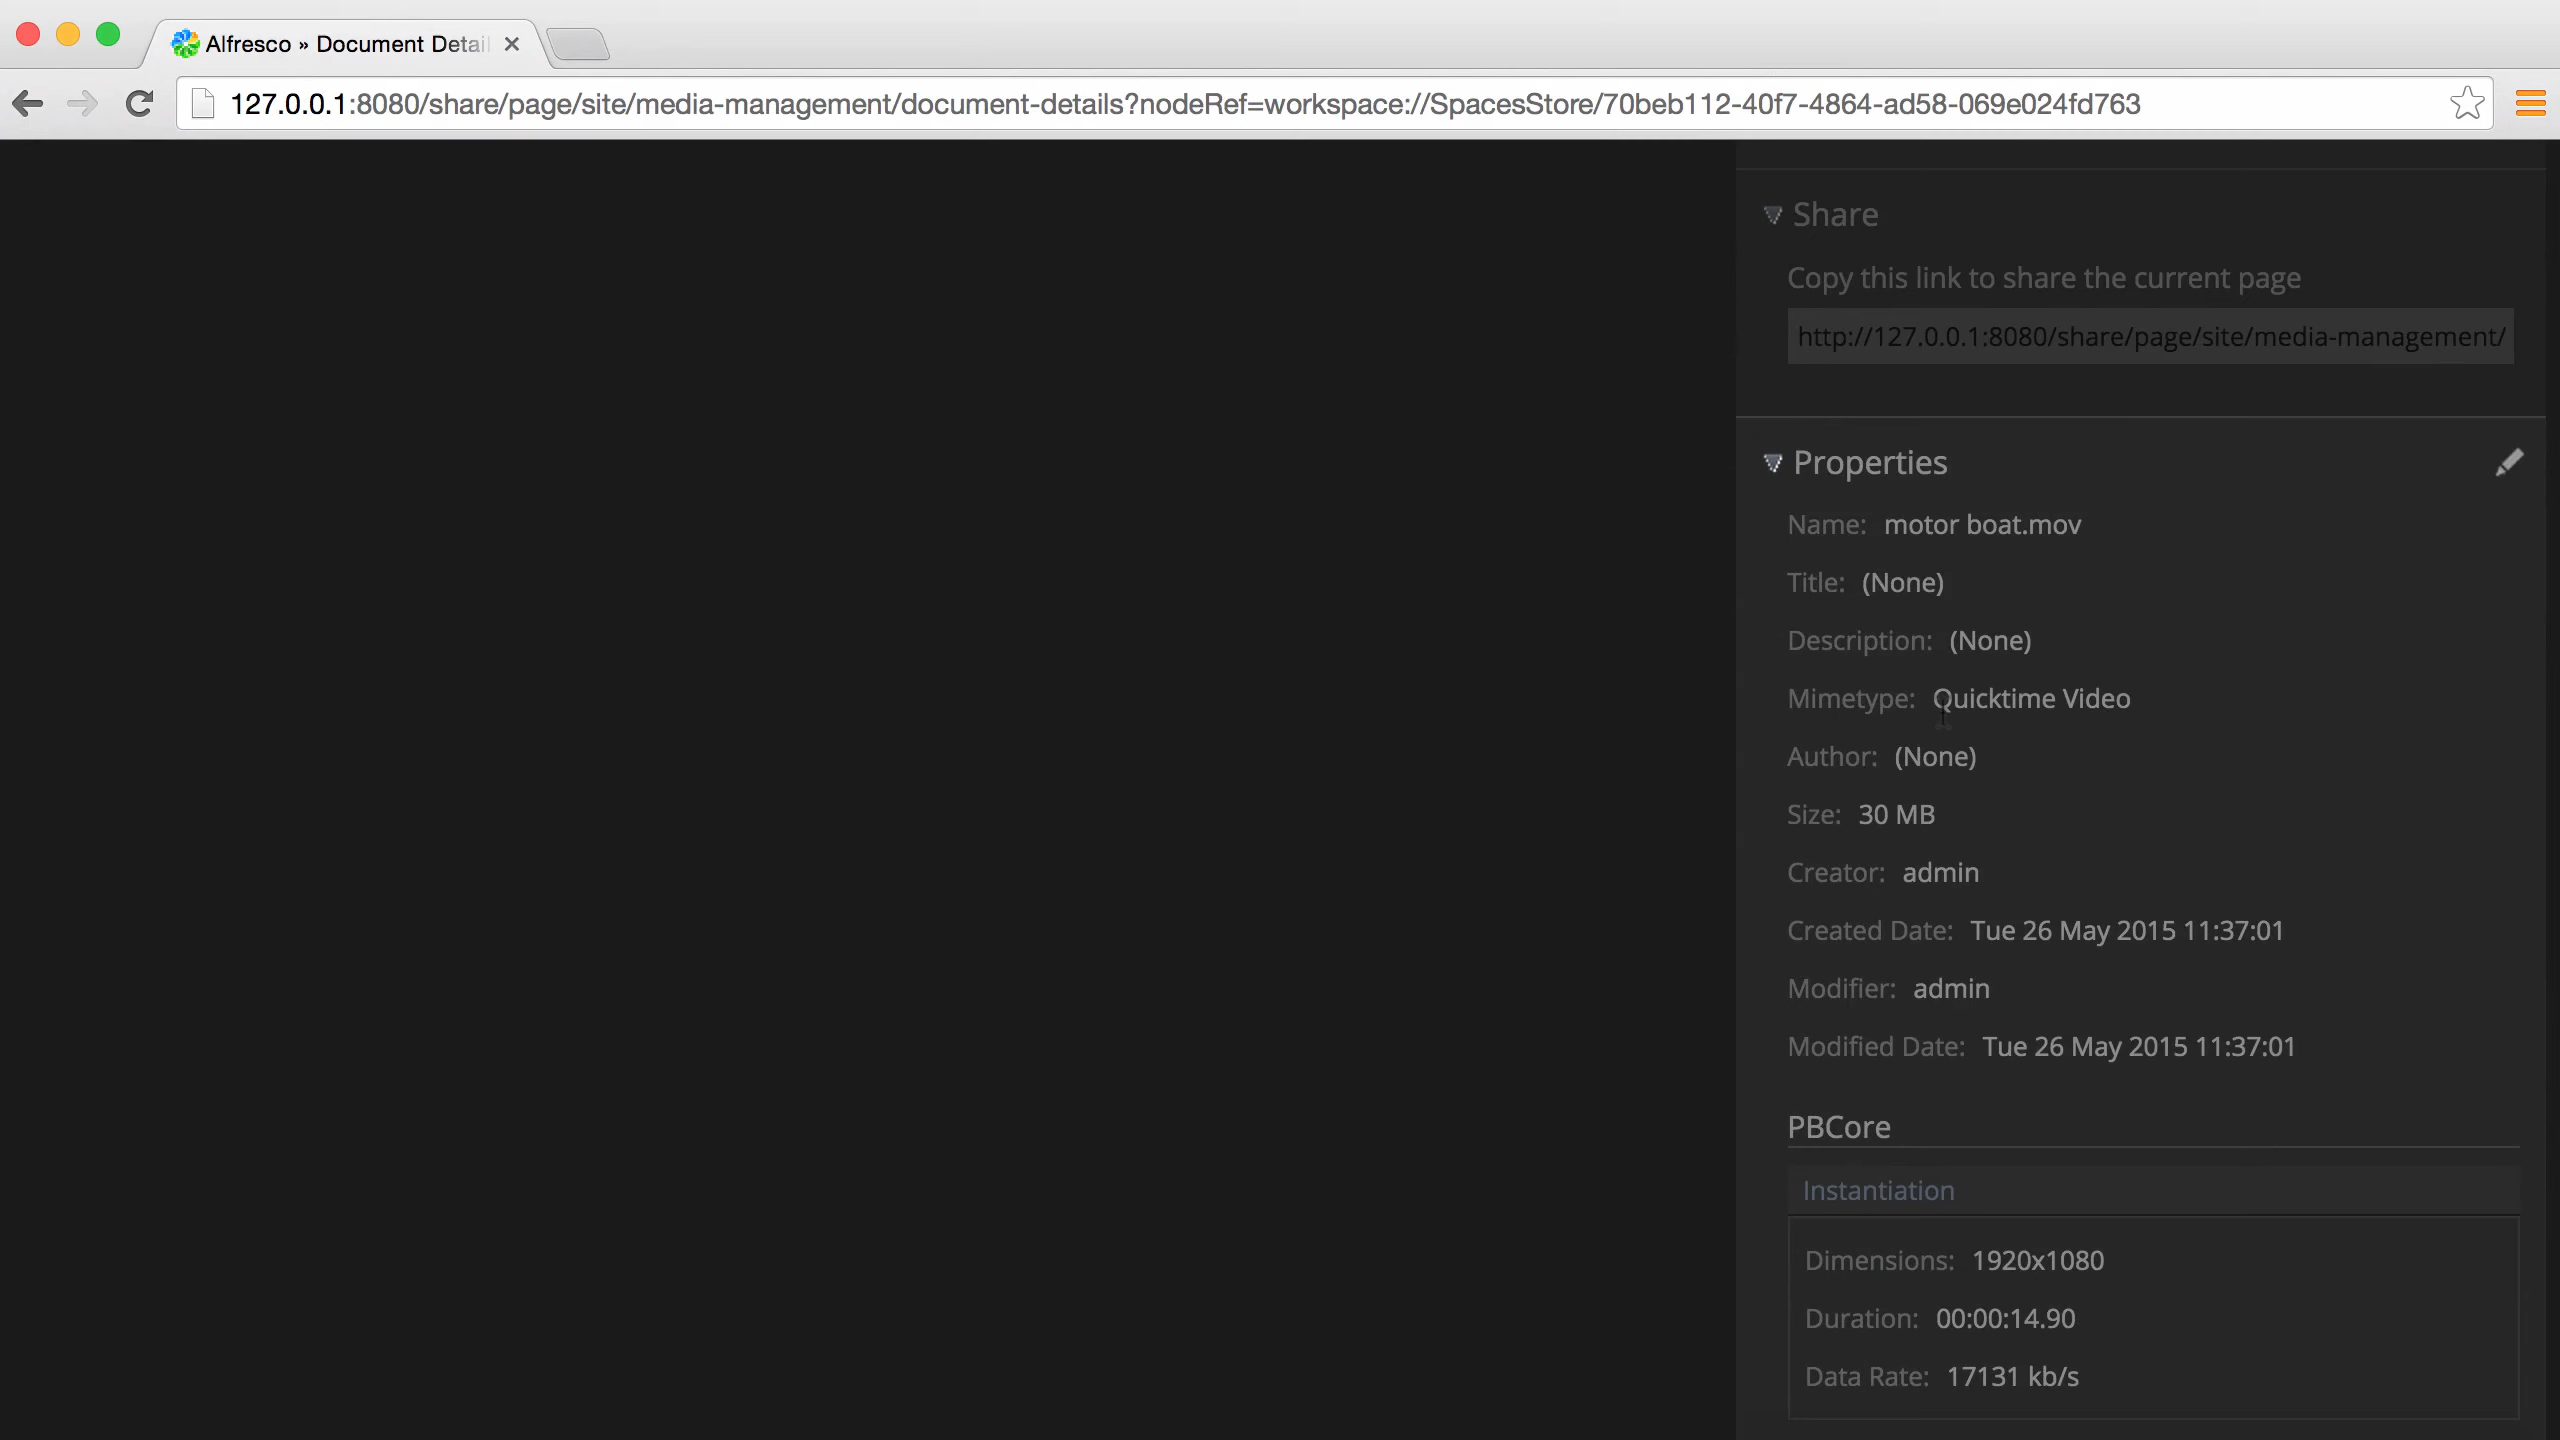 Alfresco » Document Detail
127.0.0.1:8080/share/page/site/media-management/document-details?nodeRef=workspace://SpacesStore/70beb112-40f7-4864-ad58-069e024fd763
Share
Copy this link to share the current page
http://127.0.0.1:8080/share/page/site/media-management/
Properties
Name: motor boat.mov
Title: (None)
Description: (None)
Mimetype: Quicktime Video
Author: (None)
Size: 30 MB
Creator: admin
Created Date: Tue 26 May 2015 11:37:01
Modifier: admin
Modified Date: Tue 26 May 2015 11:37:01
PBCore
Instantiation
Dimensions: 1920x1080
Duration: 00:00:14.90
Data Rate: 17131 kb/s